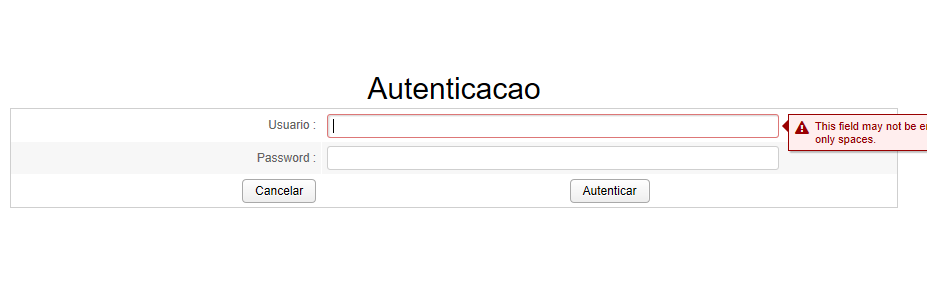 Autenticacao
Usuario :
This field may not be
only spaces.
Password :
Cancelar
Autenticar